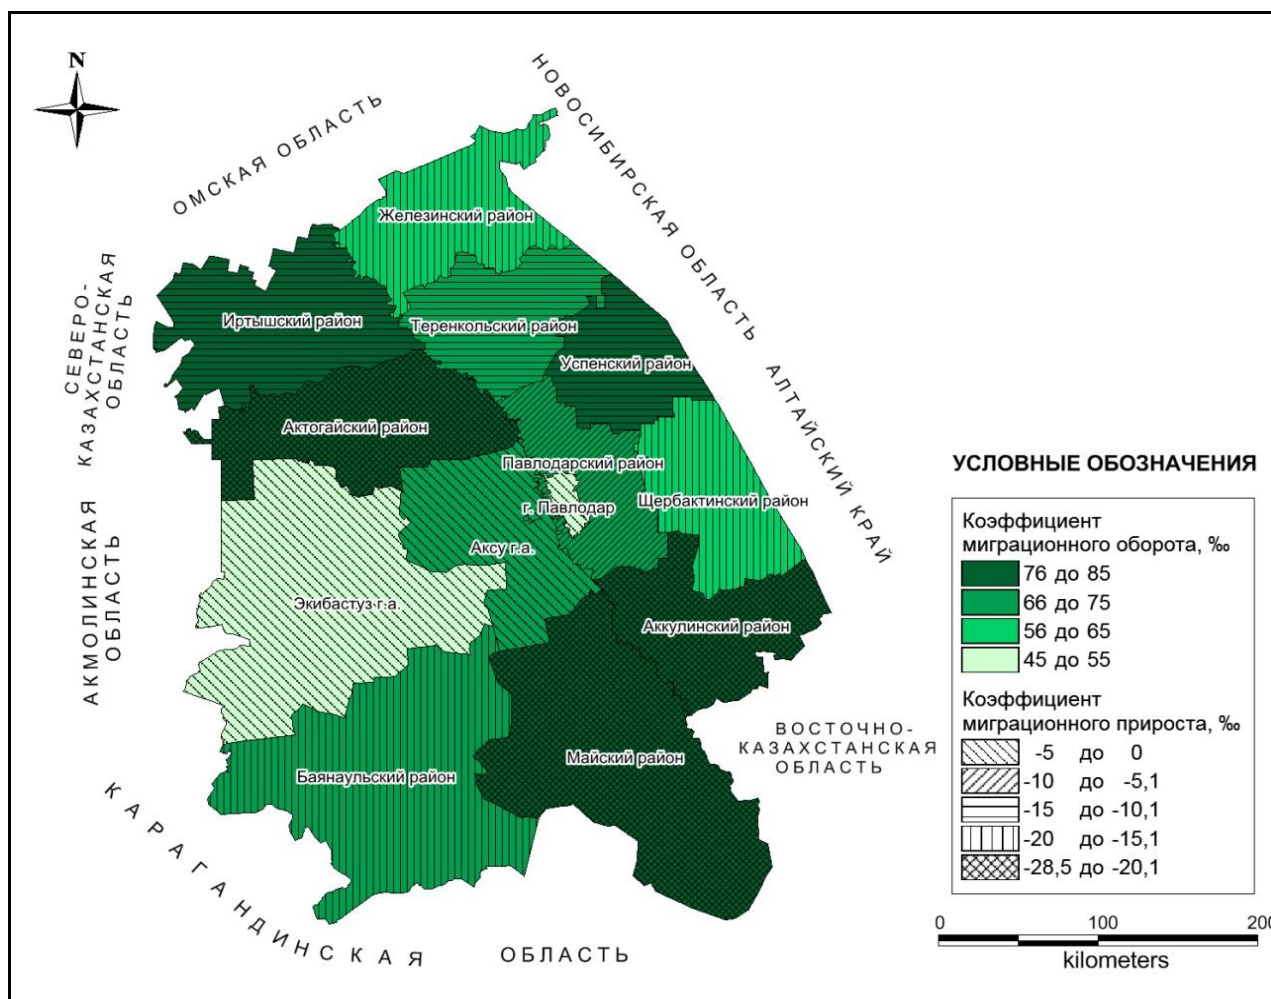 N
ОМСКАЯ ОБЛАСТЬ
НОВОСИБИРСКАЯ ОБЛАСТЬ
АЛТАЙСКИЙ КРАЙ
СЕВЕРО-
КАЗАХСТАНСКАЯ
ОБЛАСТЬ
АКМОЛИНСКАЯ
ОБЛАСТЬ
КАРАГАНДИНСКАЯ ОБЛАСТЬ
ВОСТОЧНО-
КАЗАХСТАНСКАЯ
ОБЛАСТЬ
Железинский район
Иртышский район
Теренкольский район
Успенский район
Актогайский район
Павлодарский район
г. Павлодар
Щербактинский район
Аксу г.а.
Экибастуз г.а.
Аккулинский район
Майский район
Баянаульский район
УСЛОВНЫЕ ОБОЗНАЧЕНИЯ
Коэффициент
миграционного оборота, ‰
76 до 85
66 до 75
56 до 65
45 до 55
Коэффициент
миграционного прироста, ‰
-5 до 0
-10 до -5,1
-15 до -10,1
-20 до -15,1
-28,5 до -20,1
0 100 200
kilometers